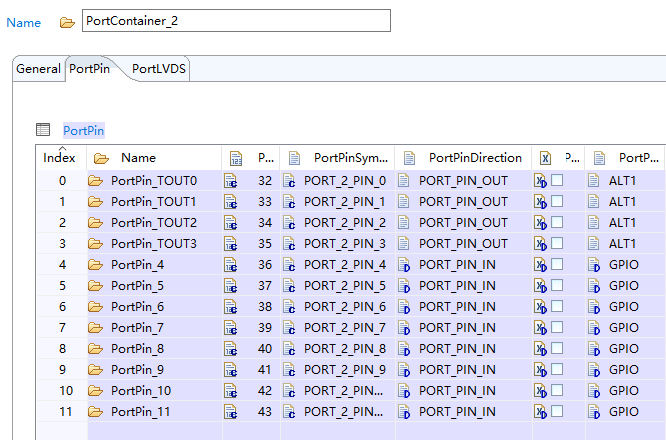 Name PortContainer_2
General PortPin PortLVDS
PortPin
Index Name P... PortPinSym... PortPinDirection P... PortP...
0 PortPin_TOUT0 32 PORT_2_PIN_0 PORT_PIN_OUT ALT1
1 PortPin_TOUT1 33 PORT_2_PIN_1 PORT_PIN_OUT ALT1
2 PortPin_TOUT2 34 PORT_2_PIN_2 PORT_PIN_OUT ALT1
3 PortPin_TOUT3 35 PORT_2_PIN_3 PORT_PIN_OUT ALT1
4 PortPin_4 36 PORT_2_PIN_4 PORT_PIN_IN GPIO
5 PortPin_5 37 PORT_2_PIN_5 PORT_PIN_IN GPIO
6 PortPin_6 38 PORT_2_PIN_6 PORT_PIN_IN GPIO
7 PortPin_7 39 PORT_2_PIN_7 PORT_PIN_IN GPIO
8 PortPin_8 40 PORT_2_PIN_8 PORT_PIN_IN GPIO
9 PortPin_9 41 PORT_2_PIN_9 PORT_PIN_IN GPIO
10 PortPin_10 42 PORT_2_PIN... PORT_PIN_IN GPIO
11 PortPin_11 43 PORT_2_PIN... PORT_PIN_IN GPIO